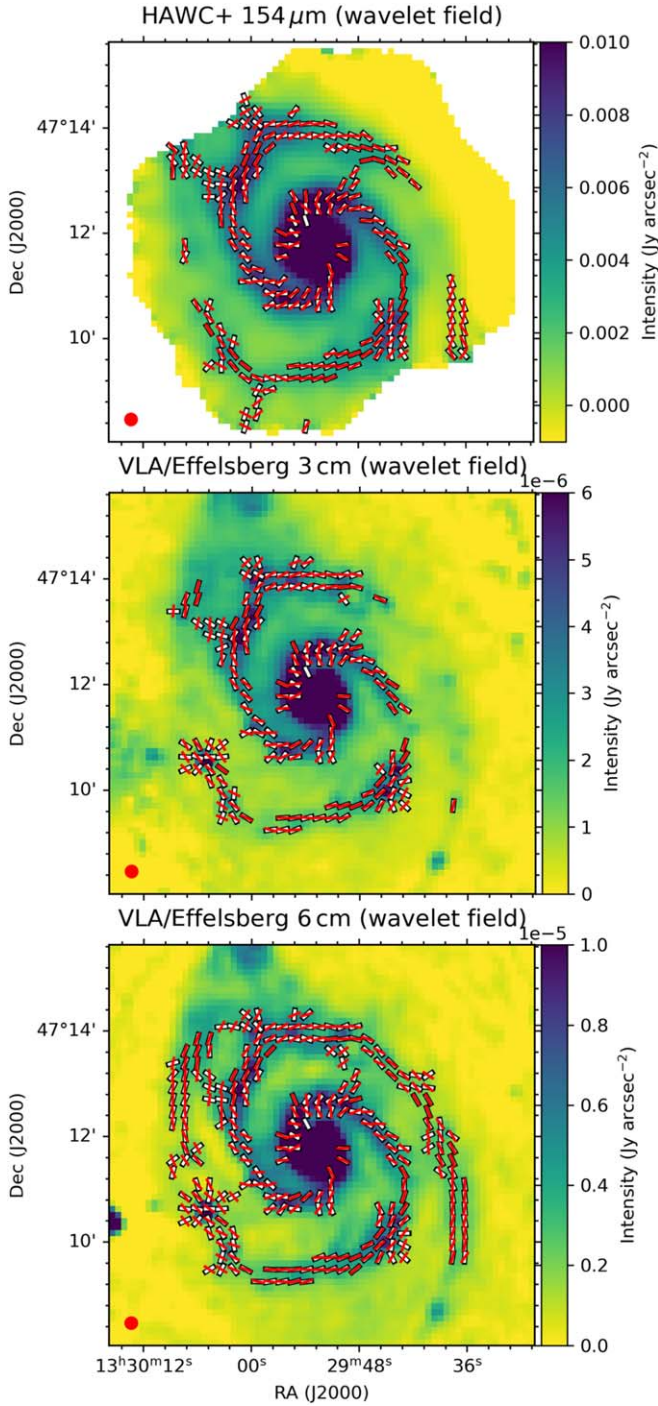 HAWC+ 154 μm (wavelet field)
47°14'
12'
10'
Dec (J2000)
0.010
0.008
0.006
0.004
0.002
0.000
Intensity (Jy arcsec⁻²)
VLA/Effelsberg 3 cm (wavelet field)
1e-6
47°14'
12'
10'
Dec (J2000)
6
5
4
3
2
1
0
Intensity (Jy arcsec⁻²)
VLA/Effelsberg 6 cm (wavelet field)
1e-5
47°14'
12'
10'
Dec (J2000)
1.0
0.8
0.6
0.4
0.2
0.0
Intensity (Jy arcsec⁻²)
13ʰ30ᵐ12ˢ 00ˢ 29ᵐ48ˢ 36ˢ
RA (J2000)